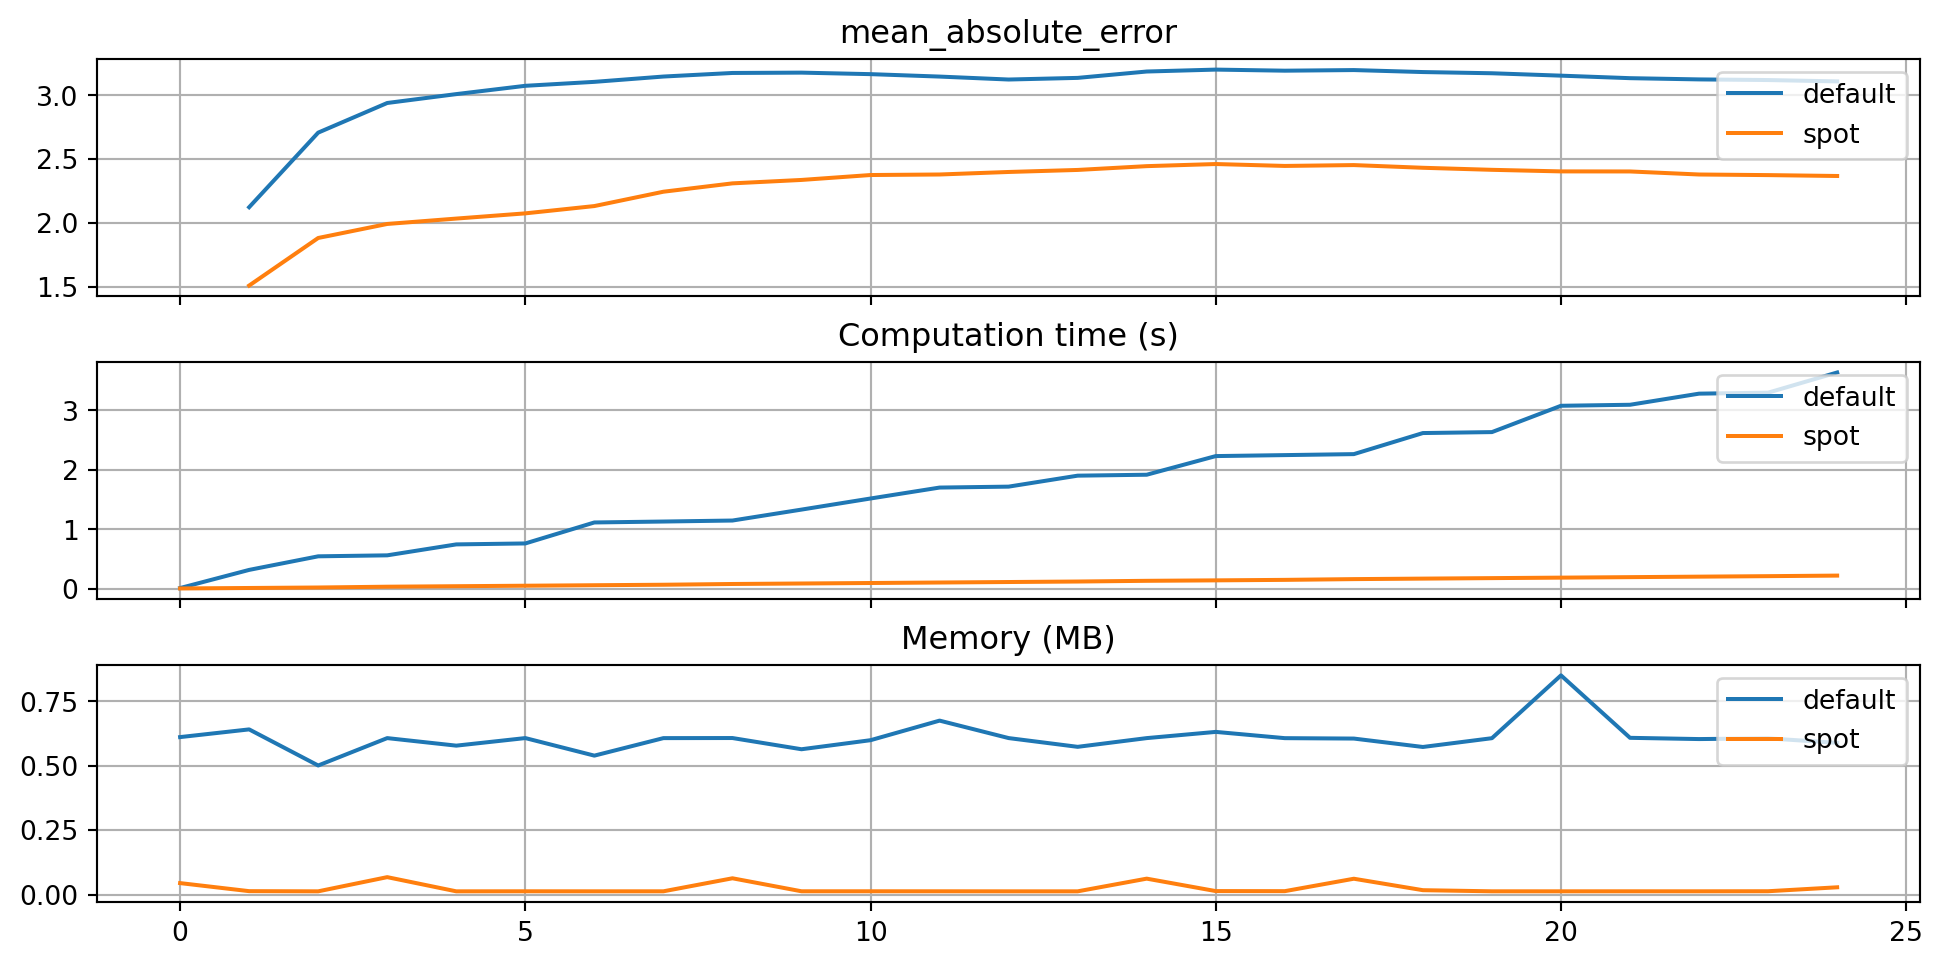 mean_absolute_error
3.0
2.5
2.0
1.5
default
spot
Computation time (s)
3
2
1
0
default
spot
Memory (MB)
0.75
0.50
0.25
0.00
default
spot
0 5 10 15 20 25